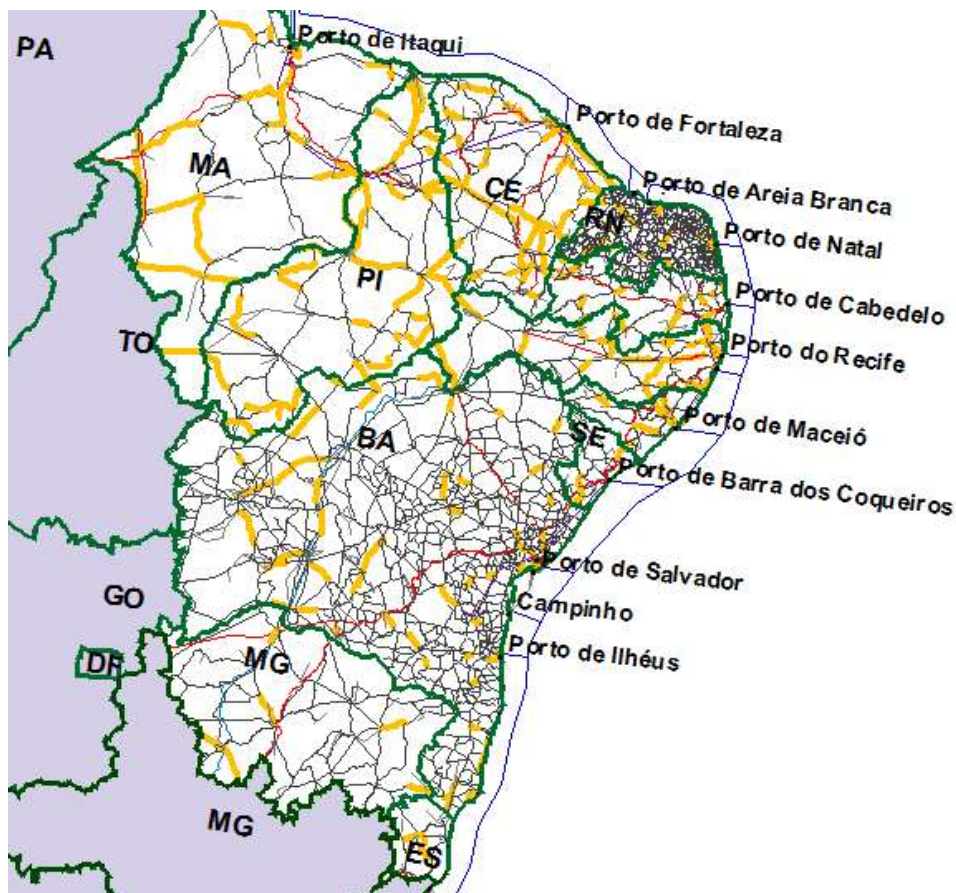 PA
Porto de Itaqui
Porto de Fortaleza
MA
CE
Porto de Areia Branca
RN
Porto de Natal
PI
Porto de Cabedelo
TO
Porto do Recife
BA
SE
Porto de Maceió
Porto de Barra dos Coqueiros
Porto de Salvador
GO
Campinho
DF
MG
Porto de Ilhéus
MG
ES